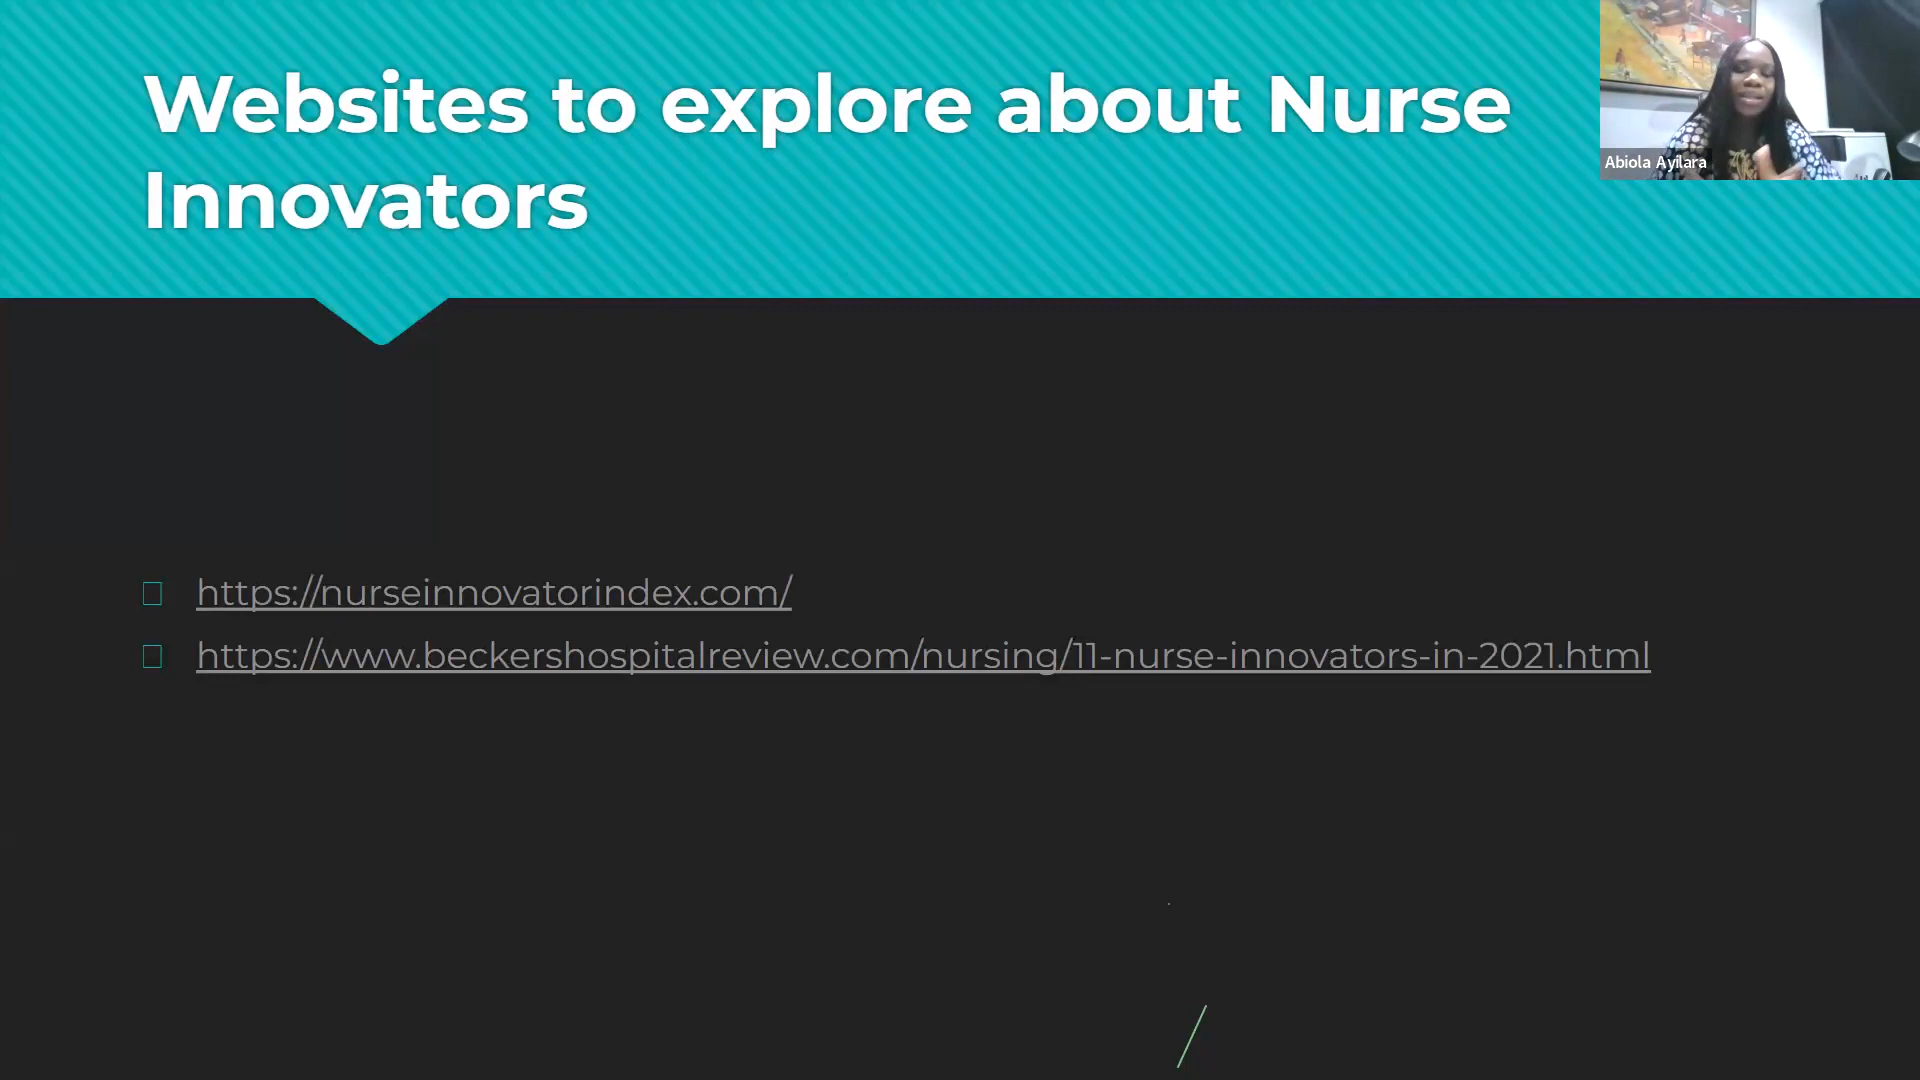 Websites to explore about Nurse
Innovators
Abiola Ayilara
https://nurseinnovatorindex.com/
https://www.beckershospitalreview.com/nursing/11-nurse-innovators-in-2021.html